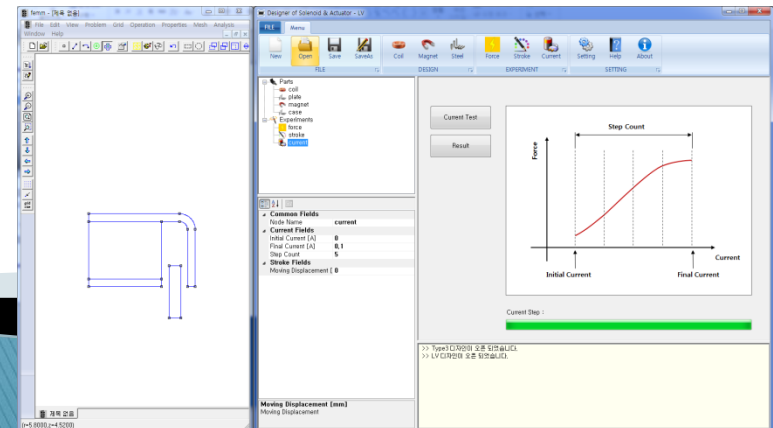 femm - [제목 없음]
File Edit View Problem Grid Operation Properties Mesh Analysis
Window Help
제목 없음
(r=5.8000,z=4.5200)
Designer of Solenoid & Actuator - LV
FILE Menu
New Open Save SaveAs Coil Magnet Steel Force Stroke Current Setting Help About
FILE DESIGN EXPERIMENT SETTING
Parts
coil
plate
magnet
case
Experiments
force
stroke
current
Common Fields
Node Name current
Current Fields
Initial Current [A] 0
Final Current [A] 0,1
Step Count 5
Stroke Fields
Moving Displacement [ 0
Moving Displacement [mm]
Moving Displacement
Current Test
Result
Step Count
Force
Current
Initial Current Final Current
Current Step :
>> Type3 디자인이 오픈 되었습니다.
>> LV 디자인이 오픈 되었습니다.